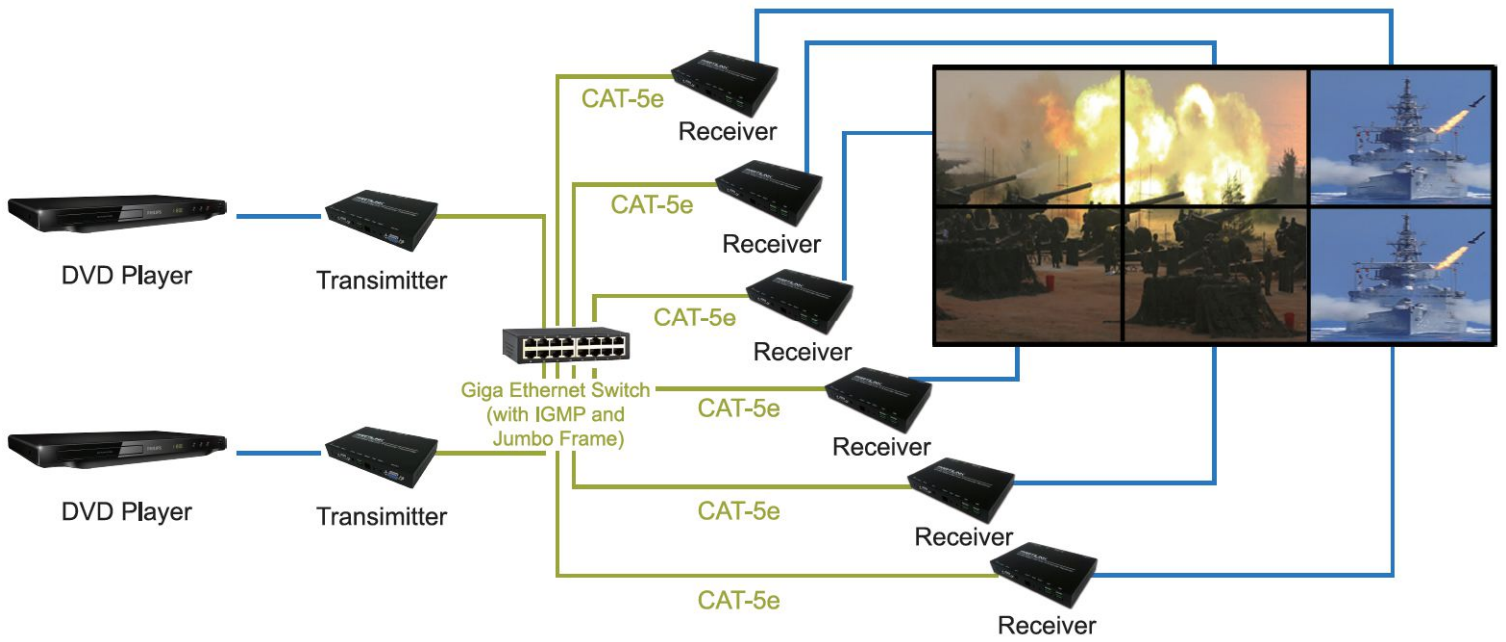 CAT-5e
Receiver
CAT-5e
Receiver
DVD Player
Transimitter
CAT-5e
Receiver
Giga Ethernet Switch
(with IGMP and
Jumbo Frame)
CAT-5e
Receiver
DVD Player
Transimitter
CAT-5e
Receiver
CAT-5e
Receiver